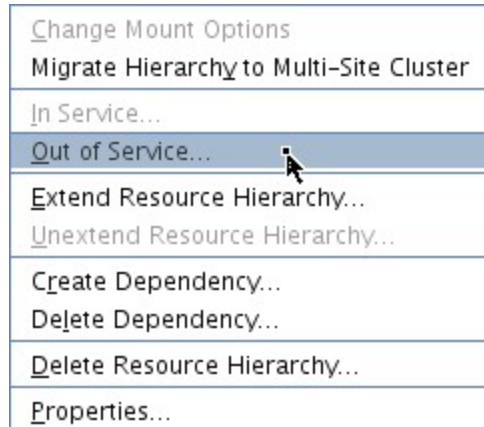 Change Mount Options
Migrate Hierarchy to Multi-Site Cluster
In Service...
Out of Service...
Extend Resource Hierarchy...
Unextend Resource Hierarchy...
Create Dependency...
Delete Dependency...
Delete Resource Hierarchy...
Properties...